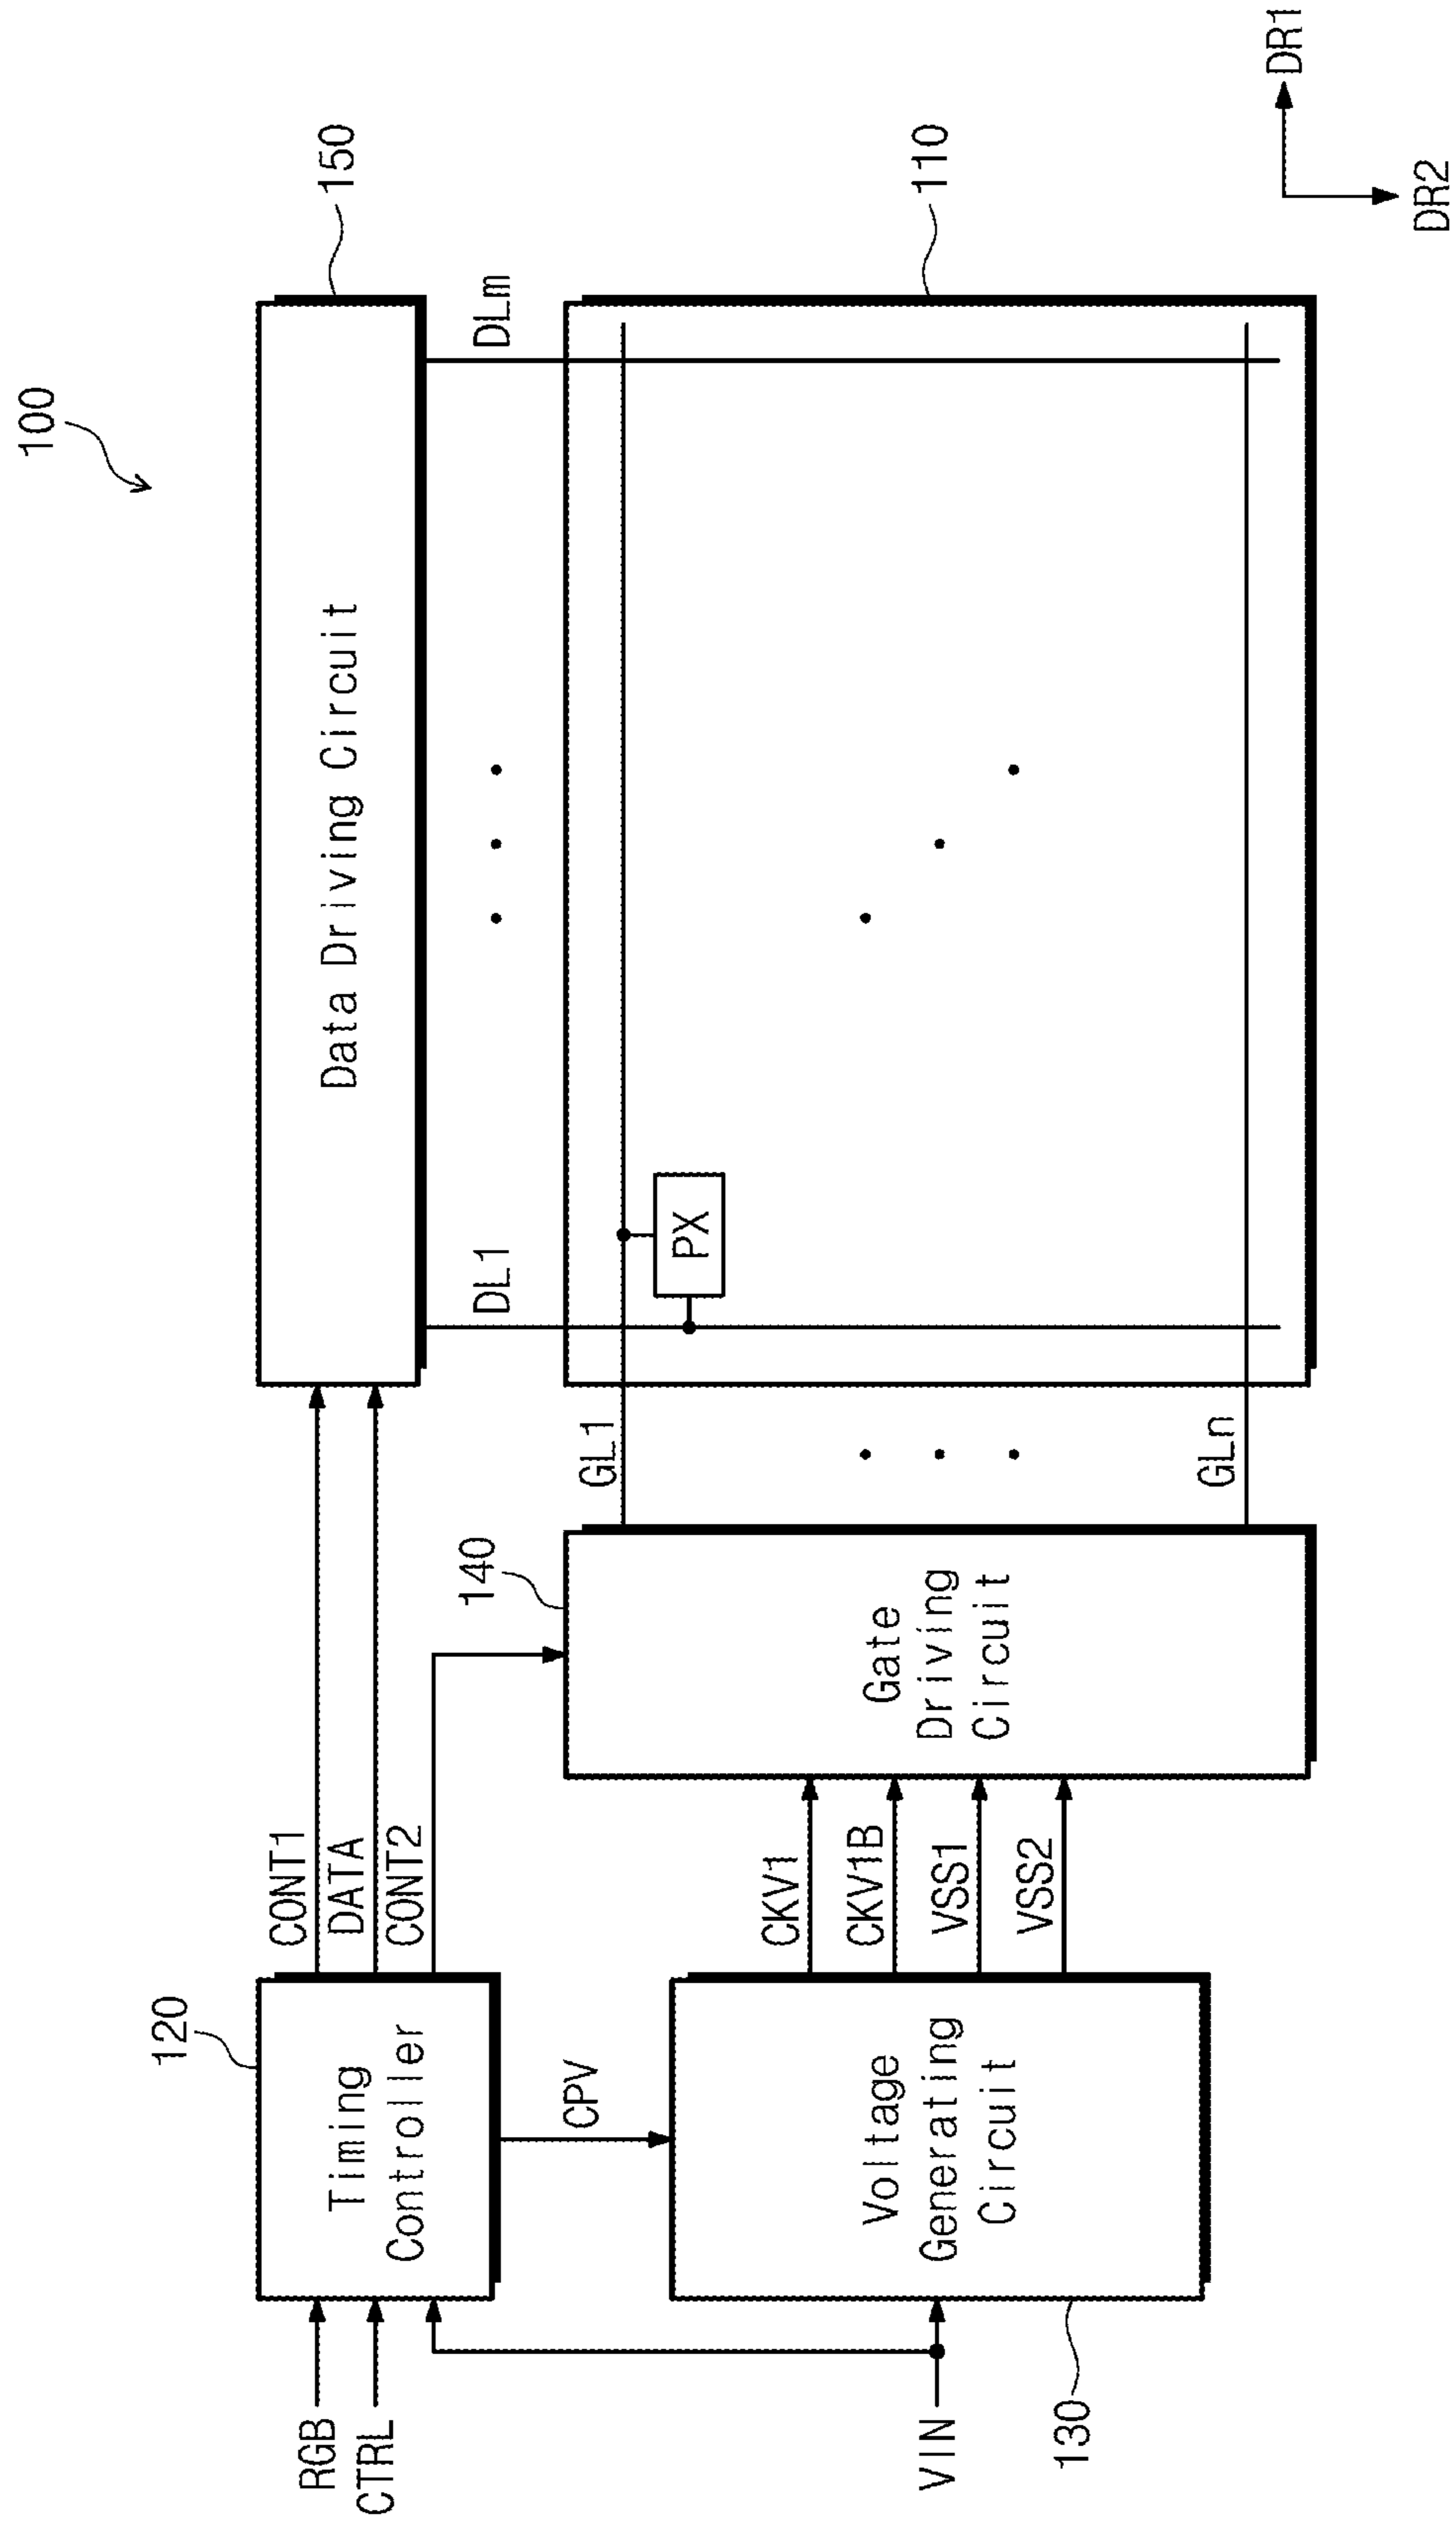 100
120
150
RGB
CTRL
Timing
Controller
CONT1
DATA
CONT2
Data Driving Circuit
CPV
140
DL1
DLm
GL1
PX
110
VIN
Voltage
Generating
Circuit
130
CKV1
CKV1B
VSS1
VSS2
Gate
Driving
Circuit
GLn
DR1
DR2